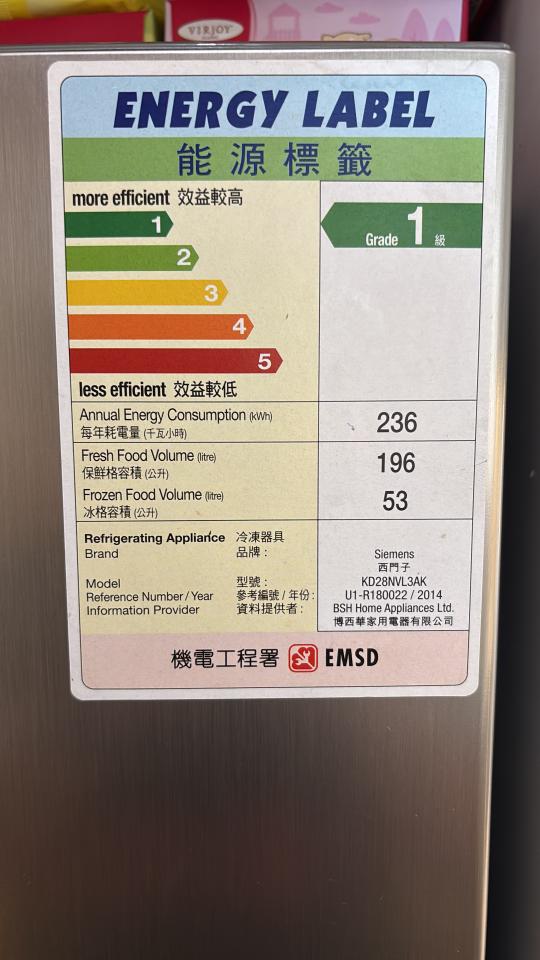 VIRJOY
ENERGY LABEL
能源標籤
more efficient 效益較高
1
2
3
4
5
less efficient 效益較低
Grade 1 級
Annual Energy Consumption (kWh)
每年耗電量 (千瓦小時)
236
Fresh Food Volume (litre)
保鮮格容積 (公升)
196
Frozen Food Volume (litre)
冰格容積 (公升)
53
Refrigerating Appliance 冷凍器具
Brand 品牌 : Siemens
西門子
Model 型號 : KD28NVL3AK
Reference Number / Year 參考編號 / 年份 : U1-R180022 / 2014
Information Provider 資料提供者 : BSH Home Appliances Ltd.
博西華家用電器有限公司
機電工程署 EMSD